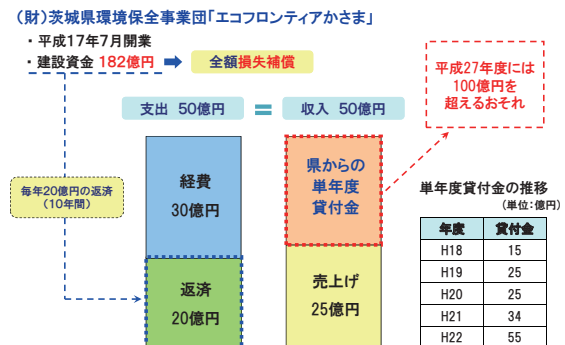 （財）茨城県環境保全事業団「エコフロンティアかさま」
・平成17年7月開業
・建設資金 182億円
全額損失補償
平成27年度には
100億円を
超えるおそれ
支出 50億円
＝
収入 50億円
毎年20億円の返済
（10年間）
経費
30億円
返済
20億円
県からの
単年度
貸付金
売上げ
25億円
単年度貸付金の推移
（単位：億円）
年度 貸付金
H18 15
H19 25
H20 25
H21 34
H22 55